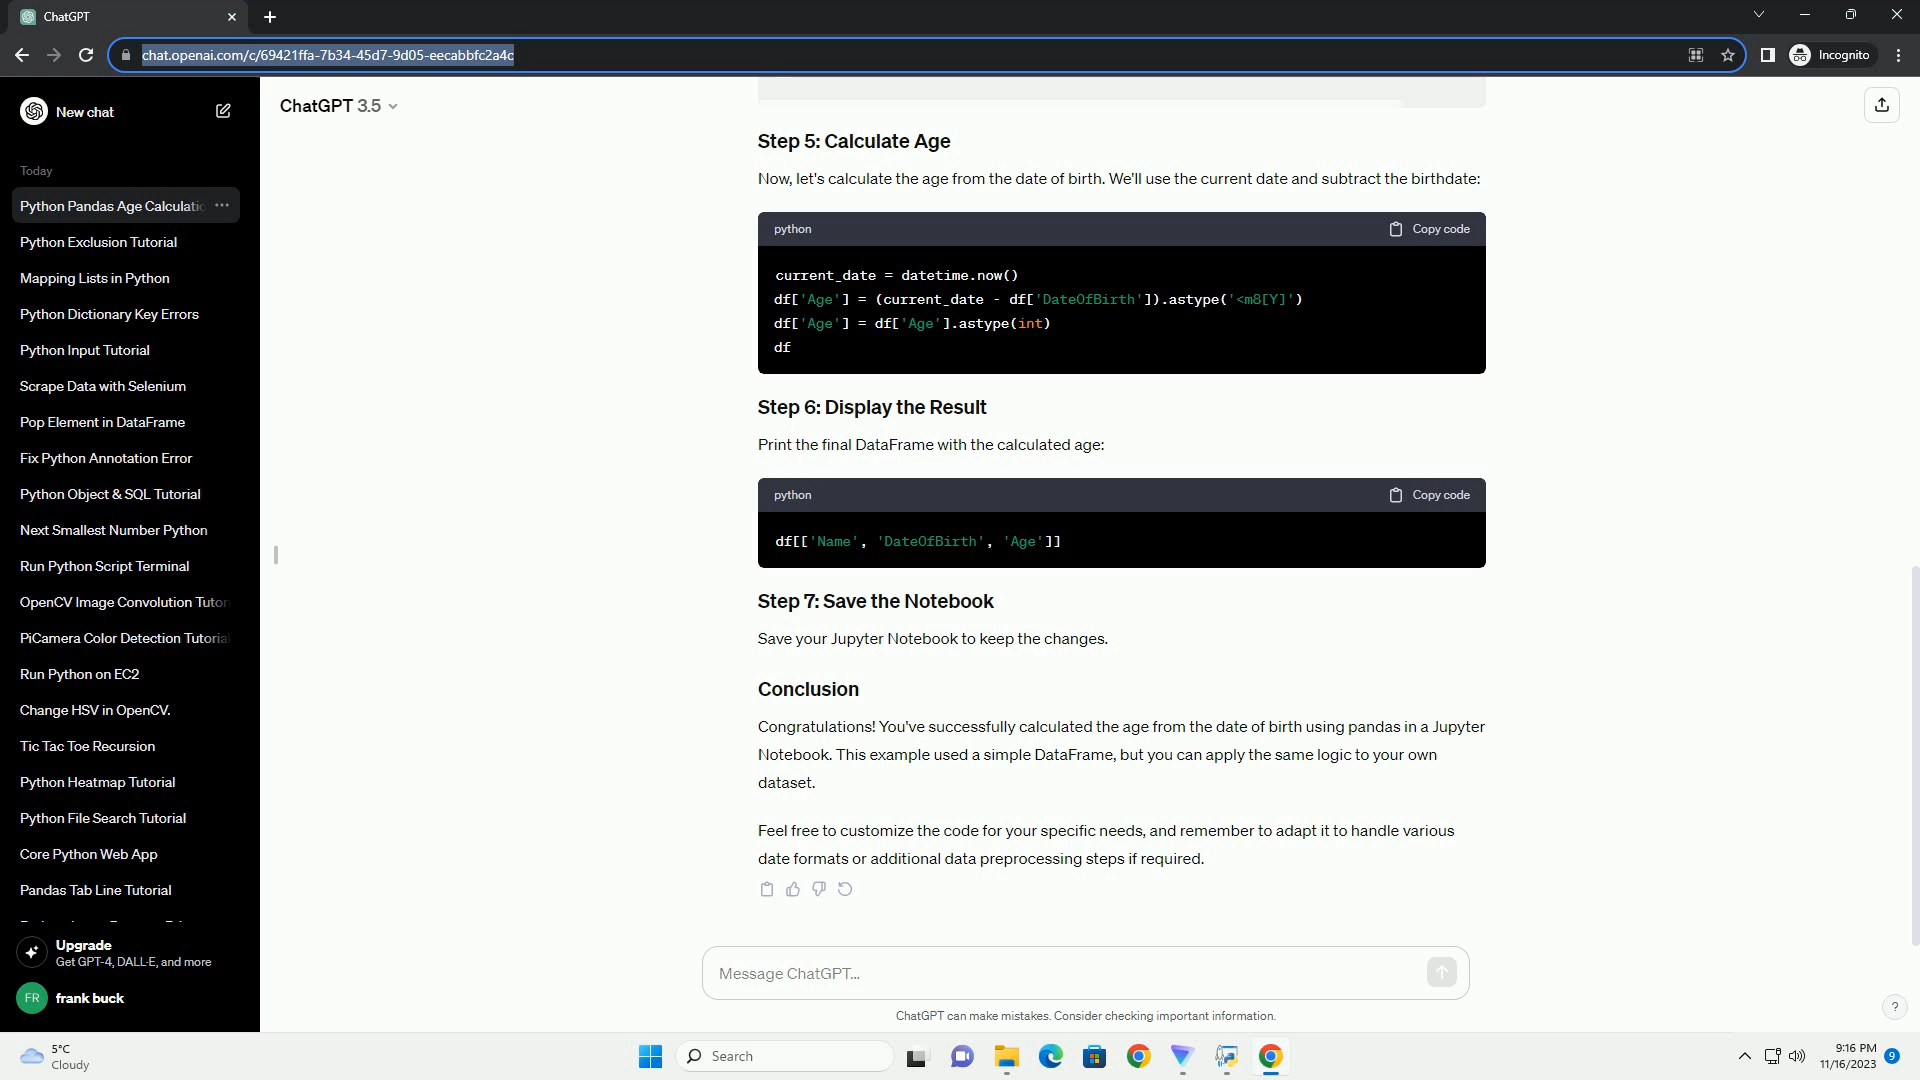 ChatGPT
chat.openai.com/c/69421ffa-7b34-45d7-9d05-eecabbfc2a4c
Incognito
New chat
ChatGPT 3.5
Today
Python Pandas Age Calculatio
Python Exclusion Tutorial
Mapping Lists in Python
Python Dictionary Key Errors
Python Input Tutorial
Scrape Data with Selenium
Pop Element in DataFrame
Fix Python Annotation Error
Python Object & SQL Tutorial
Next Smallest Number Python
Run Python Script Terminal
OpenCV Image Convolution Tutori
PiCamera Color Detection Tutorial
Run Python on EC2
Change HSV in OpenCV.
Tic Tac Toe Recursion
Python Heatmap Tutorial
Python File Search Tutorial
Core Python Web App
Pandas Tab Line Tutorial
Upgrade
Get GPT-4, DALL·E, and more
FR frank buck
Step 5: Calculate Age
Now, let's calculate the age from the date of birth. We'll use the current date and subtract the birthdate:
python Copy code
current_date = datetime.now()
df['Age'] = (current_date - df['DateOfBirth']).astype('<m8[Y]')
df['Age'] = df['Age'].astype(int)
df
Step 6: Display the Result
Print the final DataFrame with the calculated age:
python Copy code
df[['Name', 'DateOfBirth', 'Age']]
Step 7: Save the Notebook
Save your Jupyter Notebook to keep the changes.
Conclusion
Congratulations! You've successfully calculated the age from the date of birth using pandas in a Jupyter
Notebook. This example used a simple DataFrame, but you can apply the same logic to your own
dataset.
Feel free to customize the code for your specific needs, and remember to adapt it to handle various
date formats or additional data preprocessing steps if required.
Message ChatGPT...
ChatGPT can make mistakes. Consider checking important information.
?
5°C
Cloudy
Search
9:16 PM
11/16/2023
9